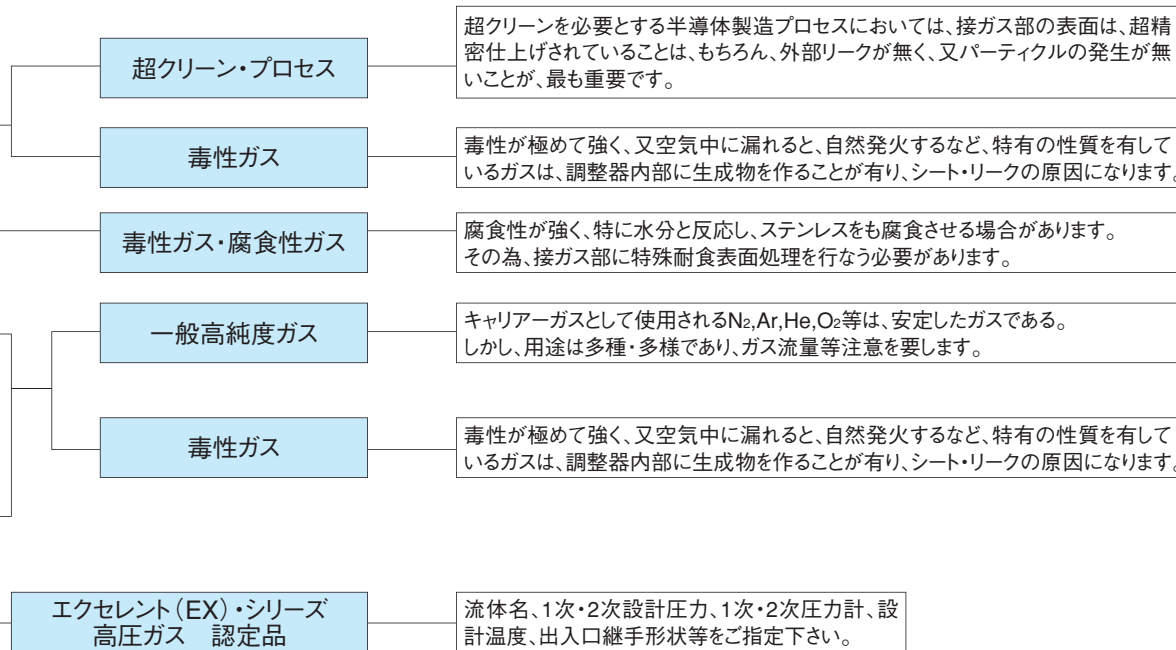 超クリーン・プロセス
超クリーンを必要とする半導体製造プロセスにおいては、接ガス部の表面は、超精
密仕上げされていることは、もちろん、外部リークが無く、又パーティクルの発生が無
いことが、最も重要です。
毒性ガス
毒性が極めて強く、又空気中に漏れると、自然発火するなど、特有の性質を有して
いるガスは、調整器内部に生成物を作ることが有り、シート・リークの原因になります。
毒性ガス・腐食性ガス
腐食性が強く、特に水分と反応し、ステンレスをも腐食させる場合があります。
その為、接ガス部に特殊耐食表面処理を行なう必要があります。
一般高純度ガス
キャリアーガスとして使用されるN₂,Ar,He,O₂等は、安定したガスである。
しかし、用途は多種・多様であり、ガス流量等注意を要します。
毒性ガス
毒性が極めて強く、又空気中に漏れると、自然発火するなど、特有の性質を有して
いるガスは、調整器内部に生成物を作ることが有り、シート・リークの原因になります。
エクセレント(EX)・シリーズ
高圧ガス 認定品
流体名、1次・2次設計圧力、1次・2次圧力計、設
計温度、出入口継手形状等をご指定下さい。